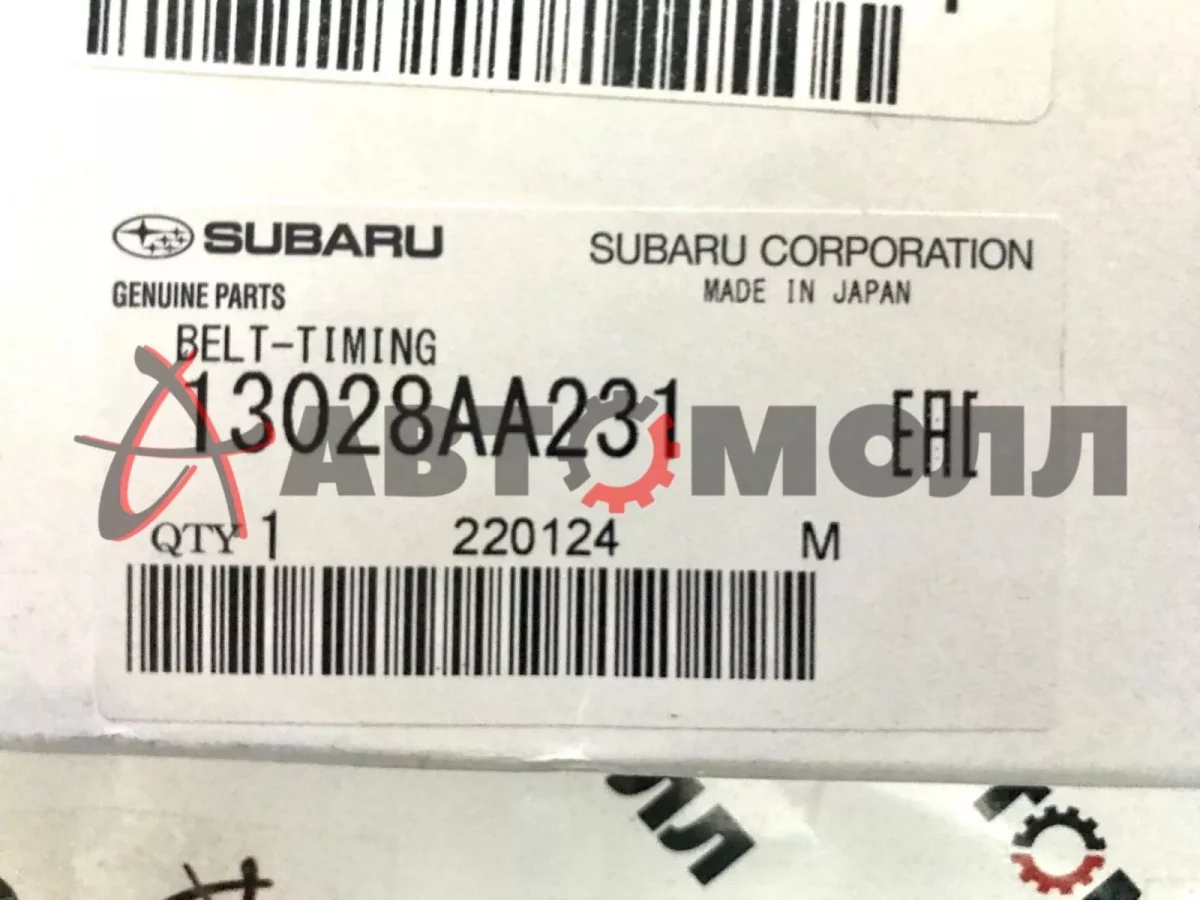 SUBARU
SUBARU CORPORATION
GENUINE PARTS
MADE IN JAPAN
BELT-TIMING
13028AA231
EAC
АВТОМОЛЛ
QTY 1 220124 M